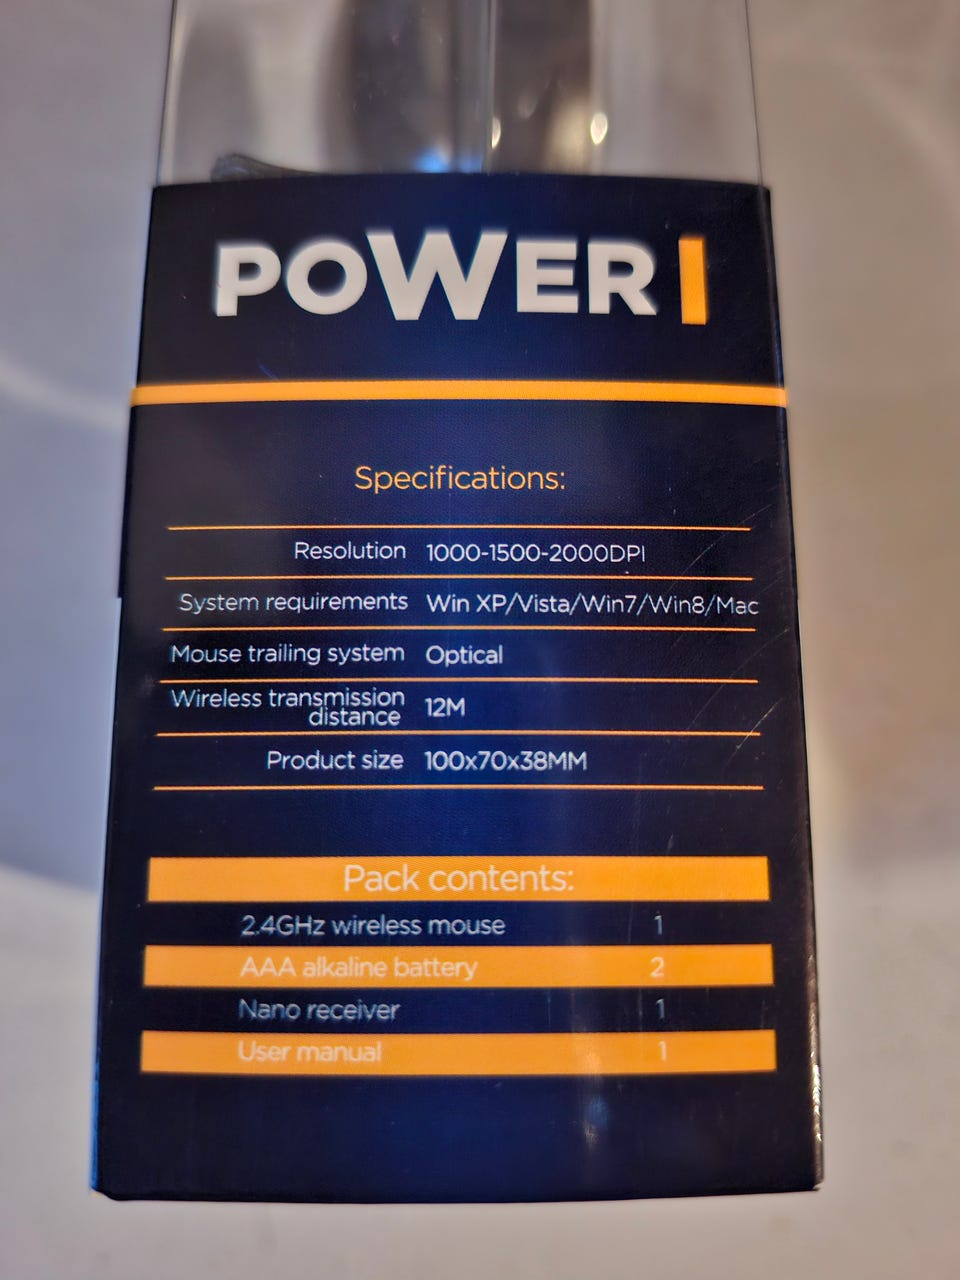 POWER
Specifications:
Resolution 1000-1500-2000DPI
System requirements Win XP/Vista/Win7/Win8/Mac
Mouse trailing system Optical
Wireless transmission
distance 12M
Product size 100x70x38MM
Pack contents:
2.4GHz wireless mouse 1
AAA alkaline battery 2
Nano receiver 1
User manual 1